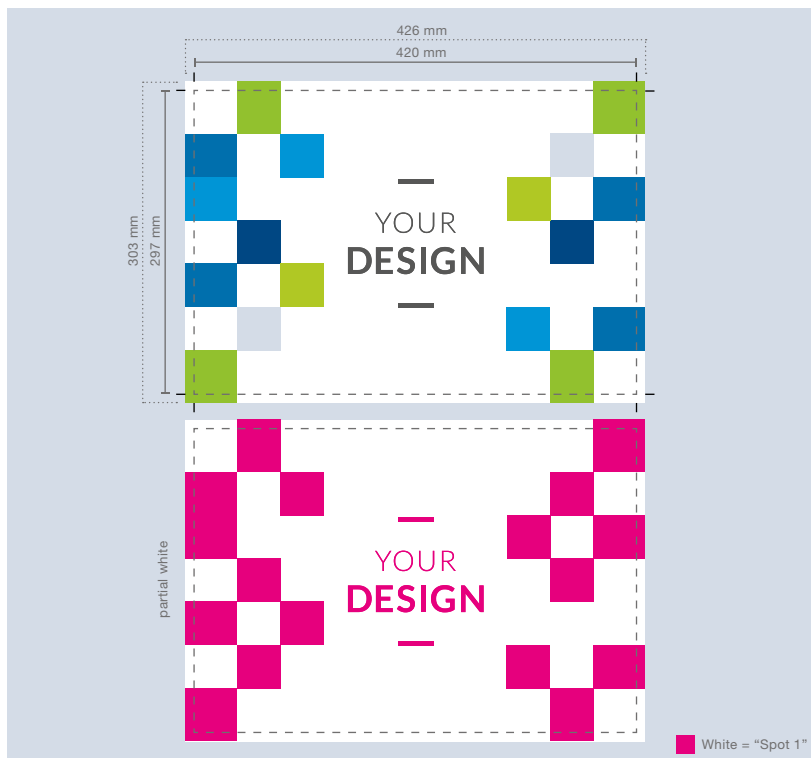 426 mm
420 mm
303 mm
297 mm
YOUR
DESIGN
partial white
YOUR
DESIGN
White = “Spot 1”